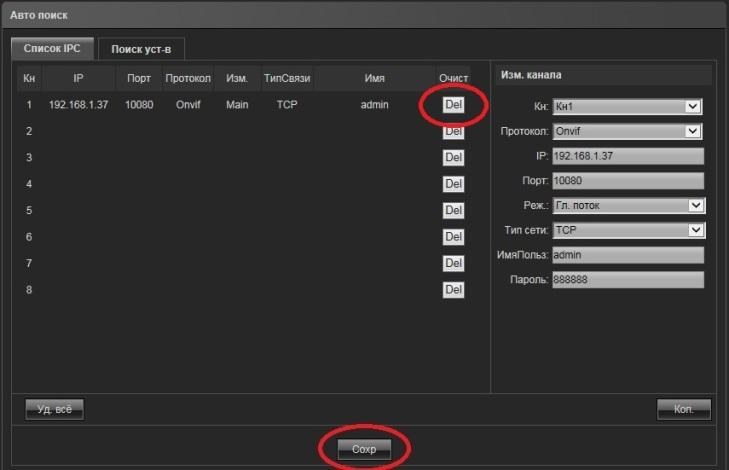 Авто поиск
Список IPC Поиск уст-в
Кн IP Порт Протокол Изм. ТипСвязи Имя Очист
1 192.168.1.37 10080 Onvif Main TCP admin Del
2 Del
3 Del
4 Del
5 Del
6 Del
7 Del
8 Del
Изм. канала
Кн: Кн1
Протокол: Onvif
IP: 192.168.1.37
Порт: 10080
Реж.: Гл. поток
Тип сети: TCP
ИмяПольз: admin
Пароль: 888888
Уд. всё Коп.
Сохр